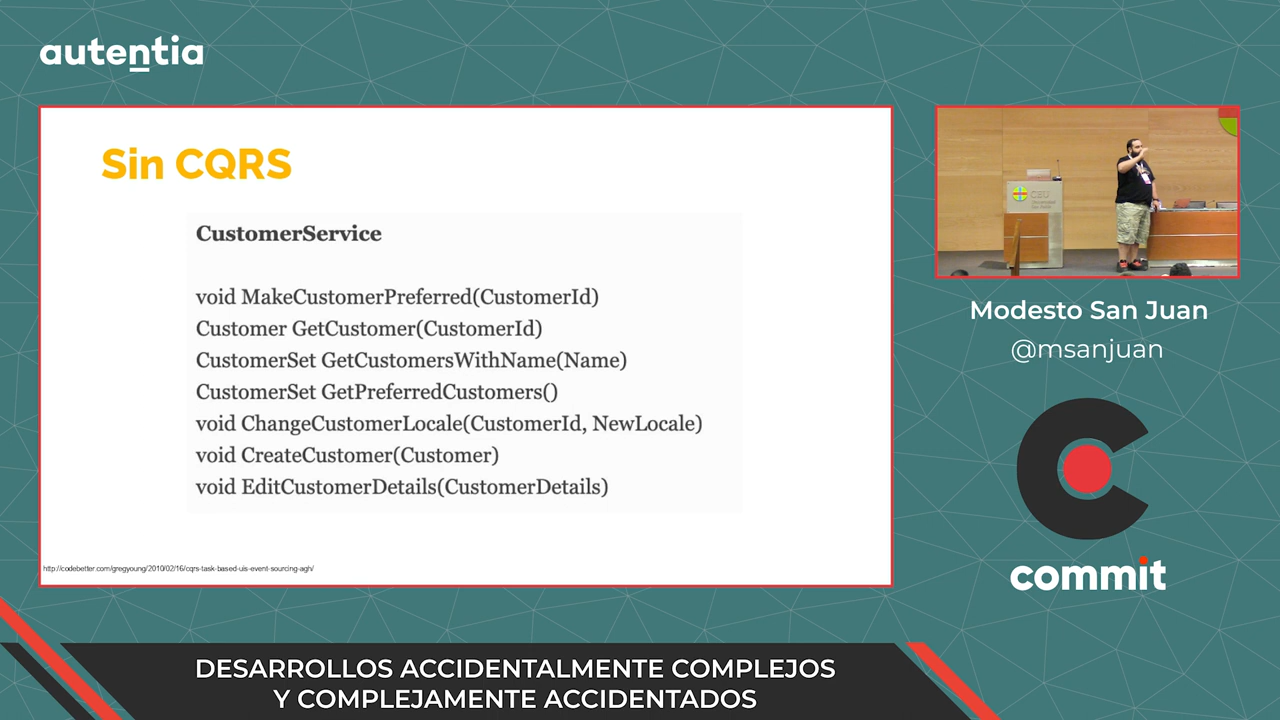 autentia
Sin CQRS
CustomerService
void MakeCustomerPreferred(CustomerId)
Customer GetCustomer(CustomerId)
CustomerSet GetCustomersWithName(Name)
CustomerSet GetPreferredCustomers()
void ChangeCustomerLocale(CustomerId, NewLocale)
void CreateCustomer(Customer)
void EditCustomerDetails(CustomerDetails)
http://codebetter.com/gregyoung/2010/02/16/cqrs-task-based-uis-event-sourcing-agh/
CEU
Modesto San Juan
@msanjuan
commit
DESARROLLOS ACCIDENTALMENTE COMPLEJOS
Y COMPLEJAMENTE ACCIDENTADOS